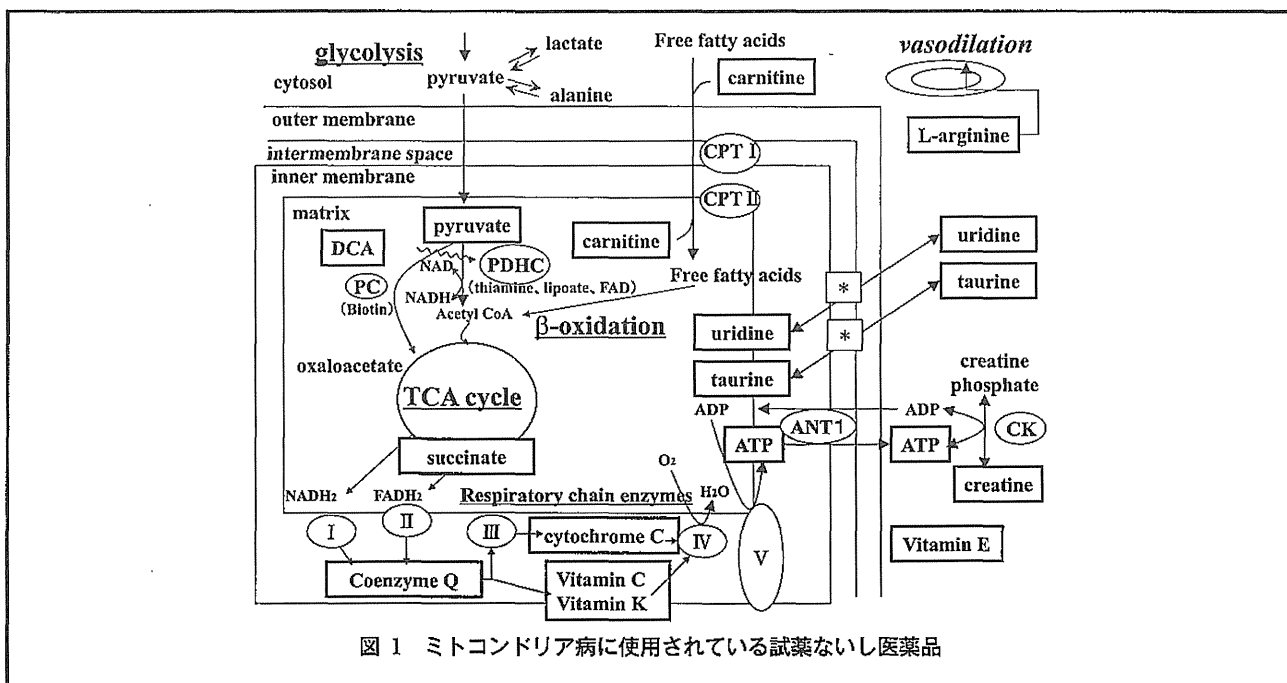 glycolysis
lactate
cytosol
pyruvate
alanine
Free fatty acids
carnitine
vasodilation
L-arginine
outer membrane
intermembrane space
inner membrane
CPT I
CPT II
matrix
pyruvate
DCA
NAD
PDHC
PC
(Biotin)
NADH
(thiamine、lipoate、FAD)
Acetyl CoA
carnitine
Free fatty acids
β-oxidation
oxaloacetate
TCA cycle
succinate
uridine
taurine
*
*
uridine
taurine
ADP
ATP
ANT1
ADP
ATP
creatine
phosphate
CK
creatine
O2
H2O
NADH2
FADH2
Respiratory chain enzymes
I
II
III
cytochrome C
IV
V
Coenzyme Q
Vitamin C
Vitamin K
Vitamin E
図 1 ミトコンドリア病に使用されている試薬ないし医薬品